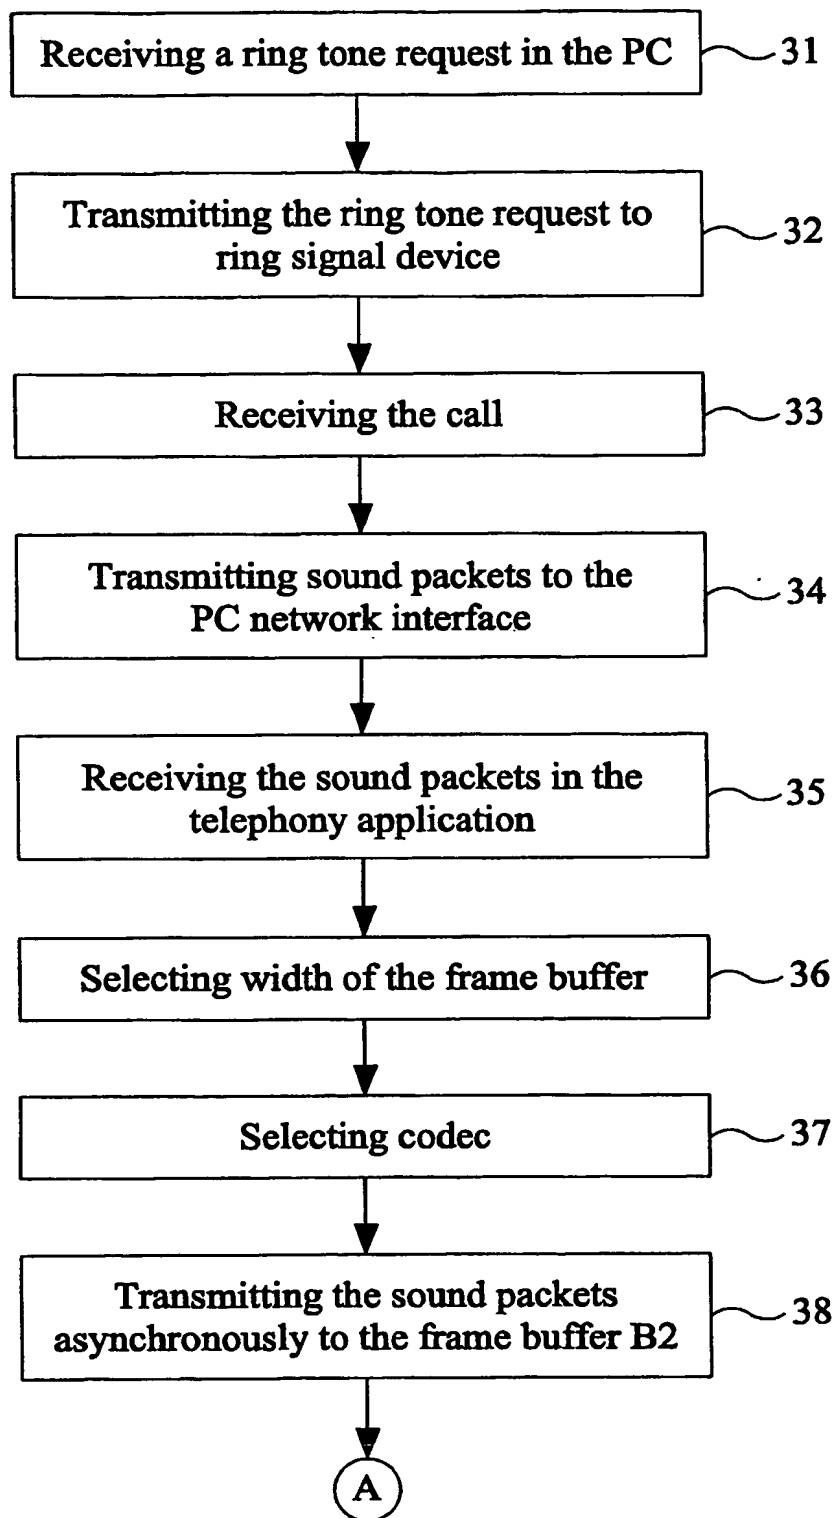 Receiving a ring tone request in the PC
31
Transmitting the ring tone request to
ring signal device
32
Receiving the call
33
Transmitting sound packets to the
PC network interface
34
Receiving the sound packets in the
telephony application
35
Selecting width of the frame buffer
36
Selecting codec
37
Transmitting the sound packets
asynchronously to the frame buffer B2
38
A